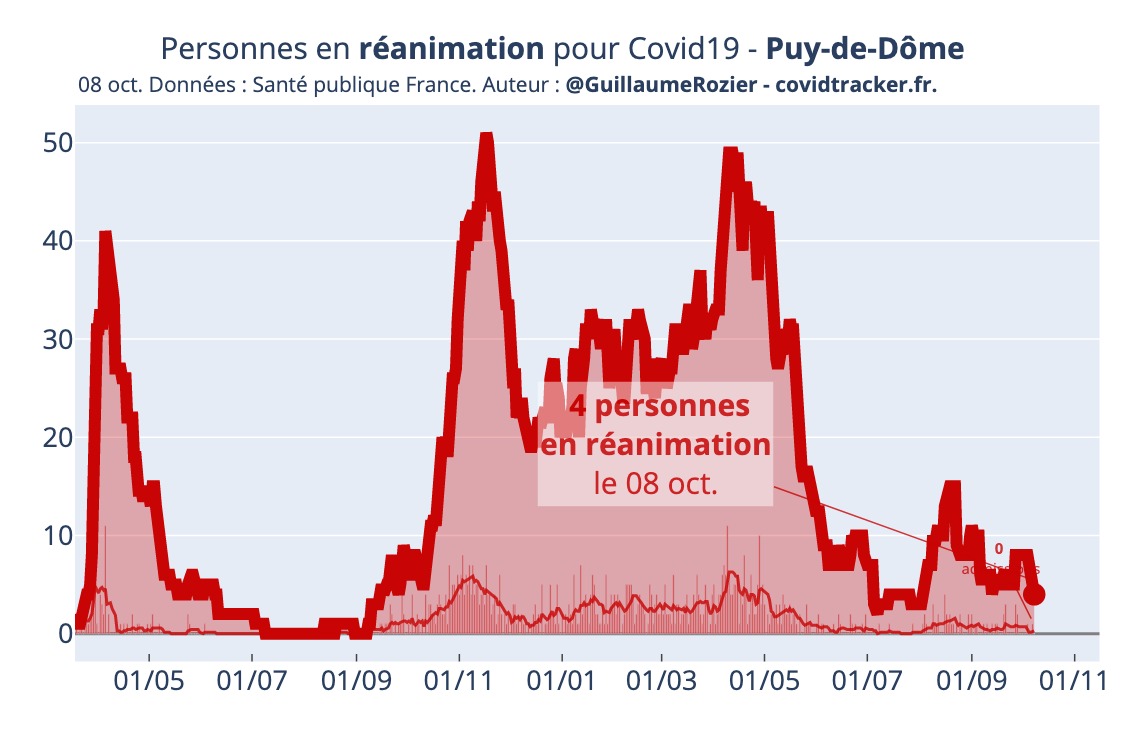 Personnes en réanimation pour Covid19 - Puy-de-Dôme
08 oct. Données : Santé publique France. Auteur : @GuillaumeRozier - covidtracker.fr.
50
40
30
20
10
0
4 personnes
en réanimation
le 08 oct.
0
admissions
01/05 01/07 01/09 01/11 01/01 01/03 01/05 01/07 01/09 01/11